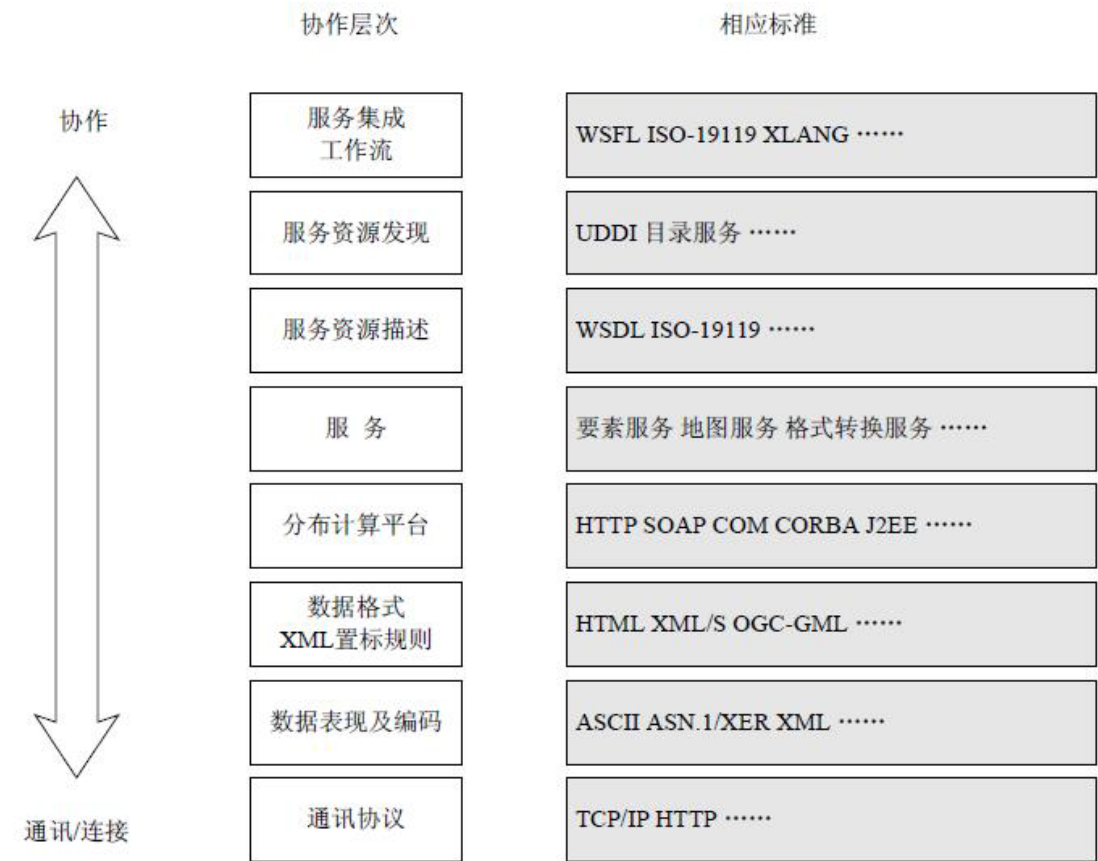 协作层次 相应标准
协作
服务集成
工作流
WSFL ISO-19119 XLANG ……
服务资源发现
UDDI 目录服务 ……
服务资源描述
WSDL ISO-19119 ……
服 务
要素服务 地图服务 格式转换服务 ……
分布计算平台
HTTP SOAP COM CORBA J2EE ……
数据格式
XML置标规则
HTML XML/S OGC-GML ……
数据表现及编码
ASCII ASN.1/XER XML ……
通讯/连接
通讯协议
TCP/IP HTTP ……